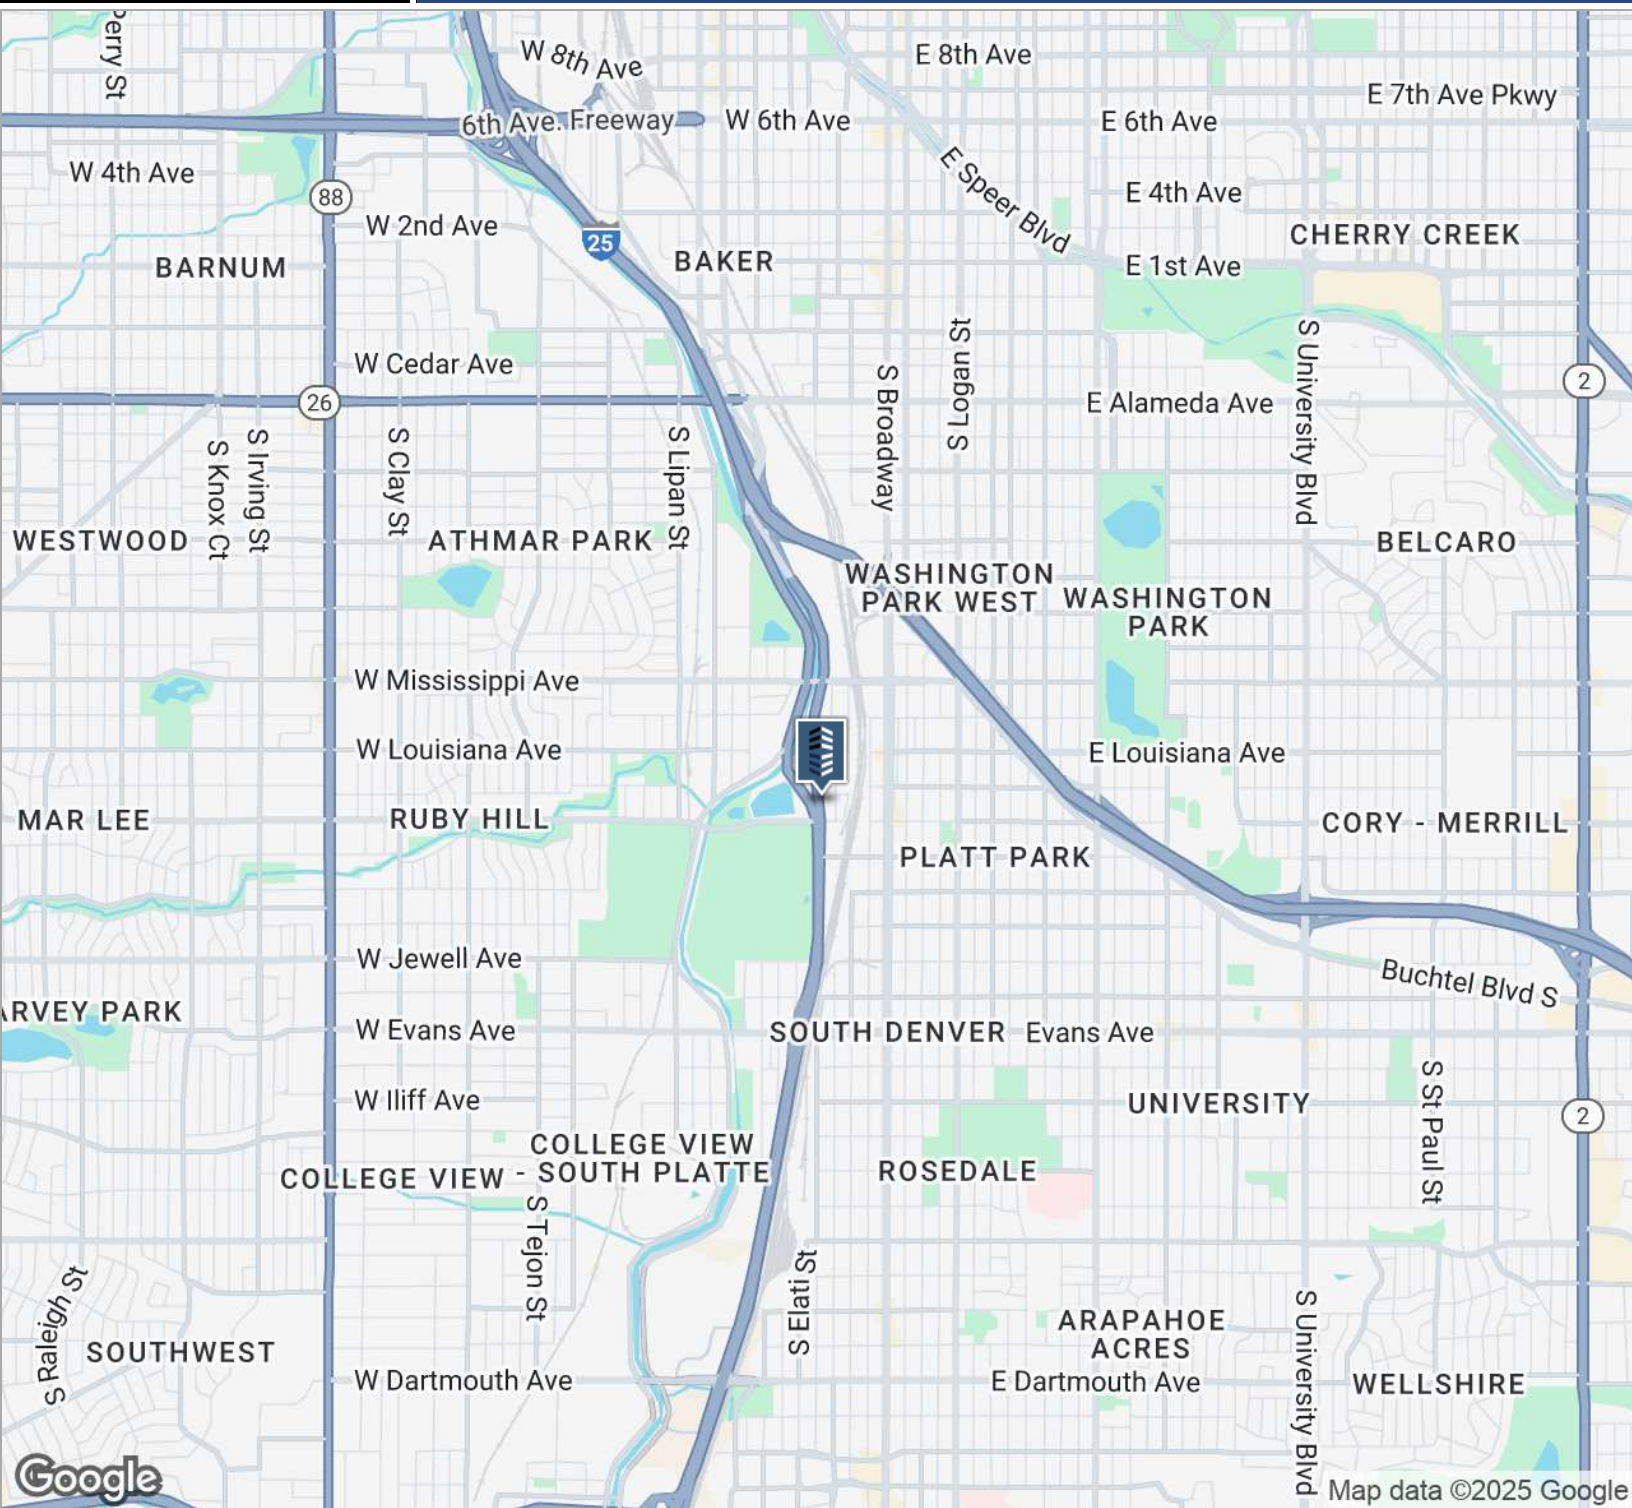 Perry St
W 8th Ave
E 8th Ave
E 7th Ave Pkwy
6th Ave. Freeway
W 6th Ave
E 6th Ave
W 4th Ave
E Speer Blvd
E 4th Ave
88
W 2nd Ave
25
BAKER
CHERRY CREEK
BARNUM
E 1st Ave
S Logan St
S University Blvd
W Cedar Ave
S Broadway
2
26
E Alameda Ave
S Knox Ct
S Irving St
S Clay St
S Lipan St
WESTWOOD
ATHMAR PARK
BELCARO
WASHINGTON
PARK WEST
WASHINGTON
PARK
W Mississippi Ave
W Louisiana Ave
E Louisiana Ave
MAR LEE
RUBY HILL
CORY - MERRILL
PLATT PARK
W Jewell Ave
Buchtel Blvd S
ARVEY PARK
W Evans Ave
SOUTH DENVER
Evans Ave
W Iliff Ave
UNIVERSITY
S St Paul St
2
COLLEGE VIEW
- SOUTH PLATTE
COLLEGE VIEW
ROSEDALE
S Tejon St
S Elati St
S Raleigh St
ARAPAHOE
ACRES
S University Blvd
SOUTHWEST
W Dartmouth Ave
E Dartmouth Ave
WELLSHIRE
Google
Map data ©2025 Google